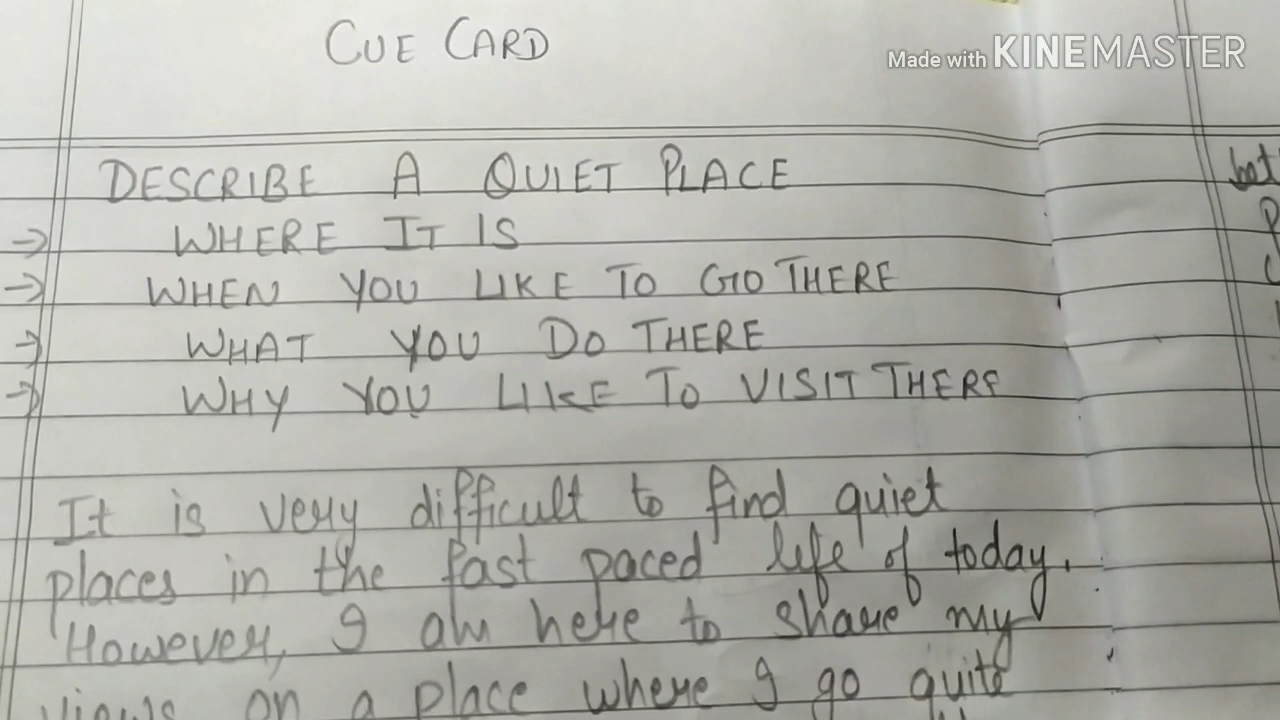 CUE CARD
Made with KINEMASTER
DESCRIBE A QUIET PLACE
→ WHERE IT IS
→ WHEN YOU LIKE TO GO THERE
→ WHAT YOU DO THERE
→ WHY YOU LIKE TO VISIT THERE
It is very difficult to find quiet
places in the fast paced life of today.
However, I am here to share my
views on a place where I go quite